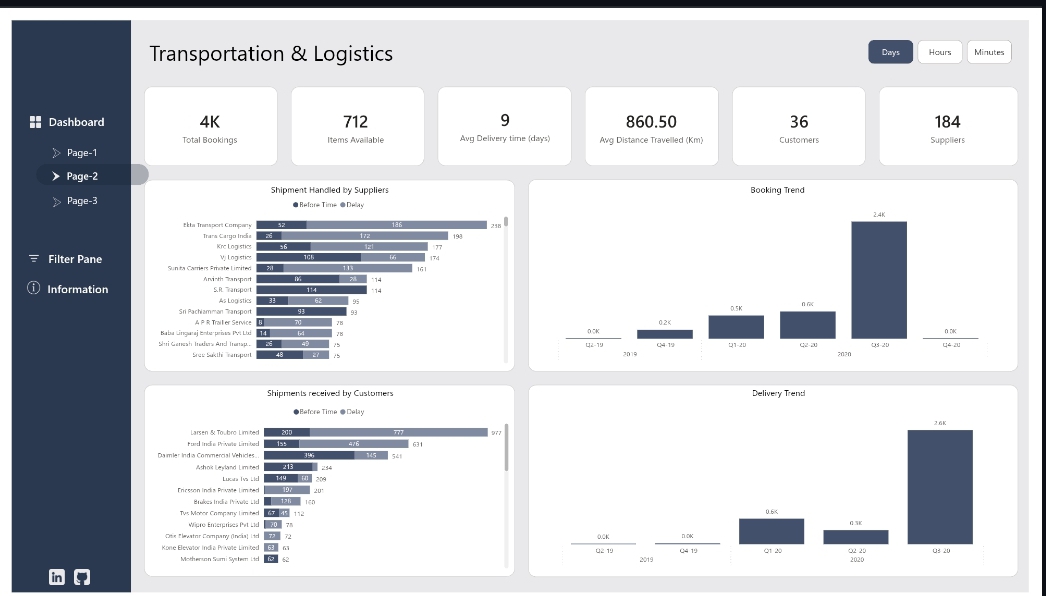 Transportation & Logistics
Days
Hours
Minutes
Dashboard
Page-1
Page-2
Page-3
Filter Pane
Information
4K
Total Bookings
712
Items Available
9
Avg Delivery time (days)
860.50
Avg Distance Travelled (Km)
36
Customers
184
Suppliers
Shipment Handled by Suppliers
Before Time Delay
Ekta Transport Company 52 186 238
Trans Cargo India 26 172 198
Krc Logistics 56 121 177
Vj Logistics 108 66 174
Sunita Carriers Private Limited 28 133 161
Arvinth Transport 86 28 114
S.R. Transport 114 114
As Logistics 33 62 95
Sri Pachiamman Transport 93 93
A P R Trailer Service 8 70 78
Baba Lingaraj Enterprises Pvt Ltd 14 64 78
Shri Ganesh Traders And Transp... 26 49 75
Sree Sakthi Transport 48 27 75
Booking Trend
0.0K 0.2K 0.5K 0.6K 2.4K 0.0K
Q2-19 Q4-19 Q1-20 Q2-20 Q3-20 Q4-20
2019 2020
Shipments received by Customers
Before Time Delay
Larsen & Toubro Limited 200 777 977
Ford India Private Limited 155 476 631
Daimler India Commercial Vehicles... 396 145 541
Ashok Leyland Limited 213 234
Lucas Tvs Ltd 149 60 209
Ericsson India Private Limited 197 201
Brakes India Private Ltd 128 160
Tvs Motor Company Limited 67 45 112
Wipro Enterprises Pvt Ltd 70 78
Otis Elevator Company (India) Ltd 72 72
Kone Elevator India Private Limited 63 63
Motherson Sumi System Ltd 62 62
Delivery Trend
0.0K 0.0K 0.6K 0.3K 2.6K
Q2-19 Q4-19 Q1-20 Q2-20 Q3-20
2019 2020
in